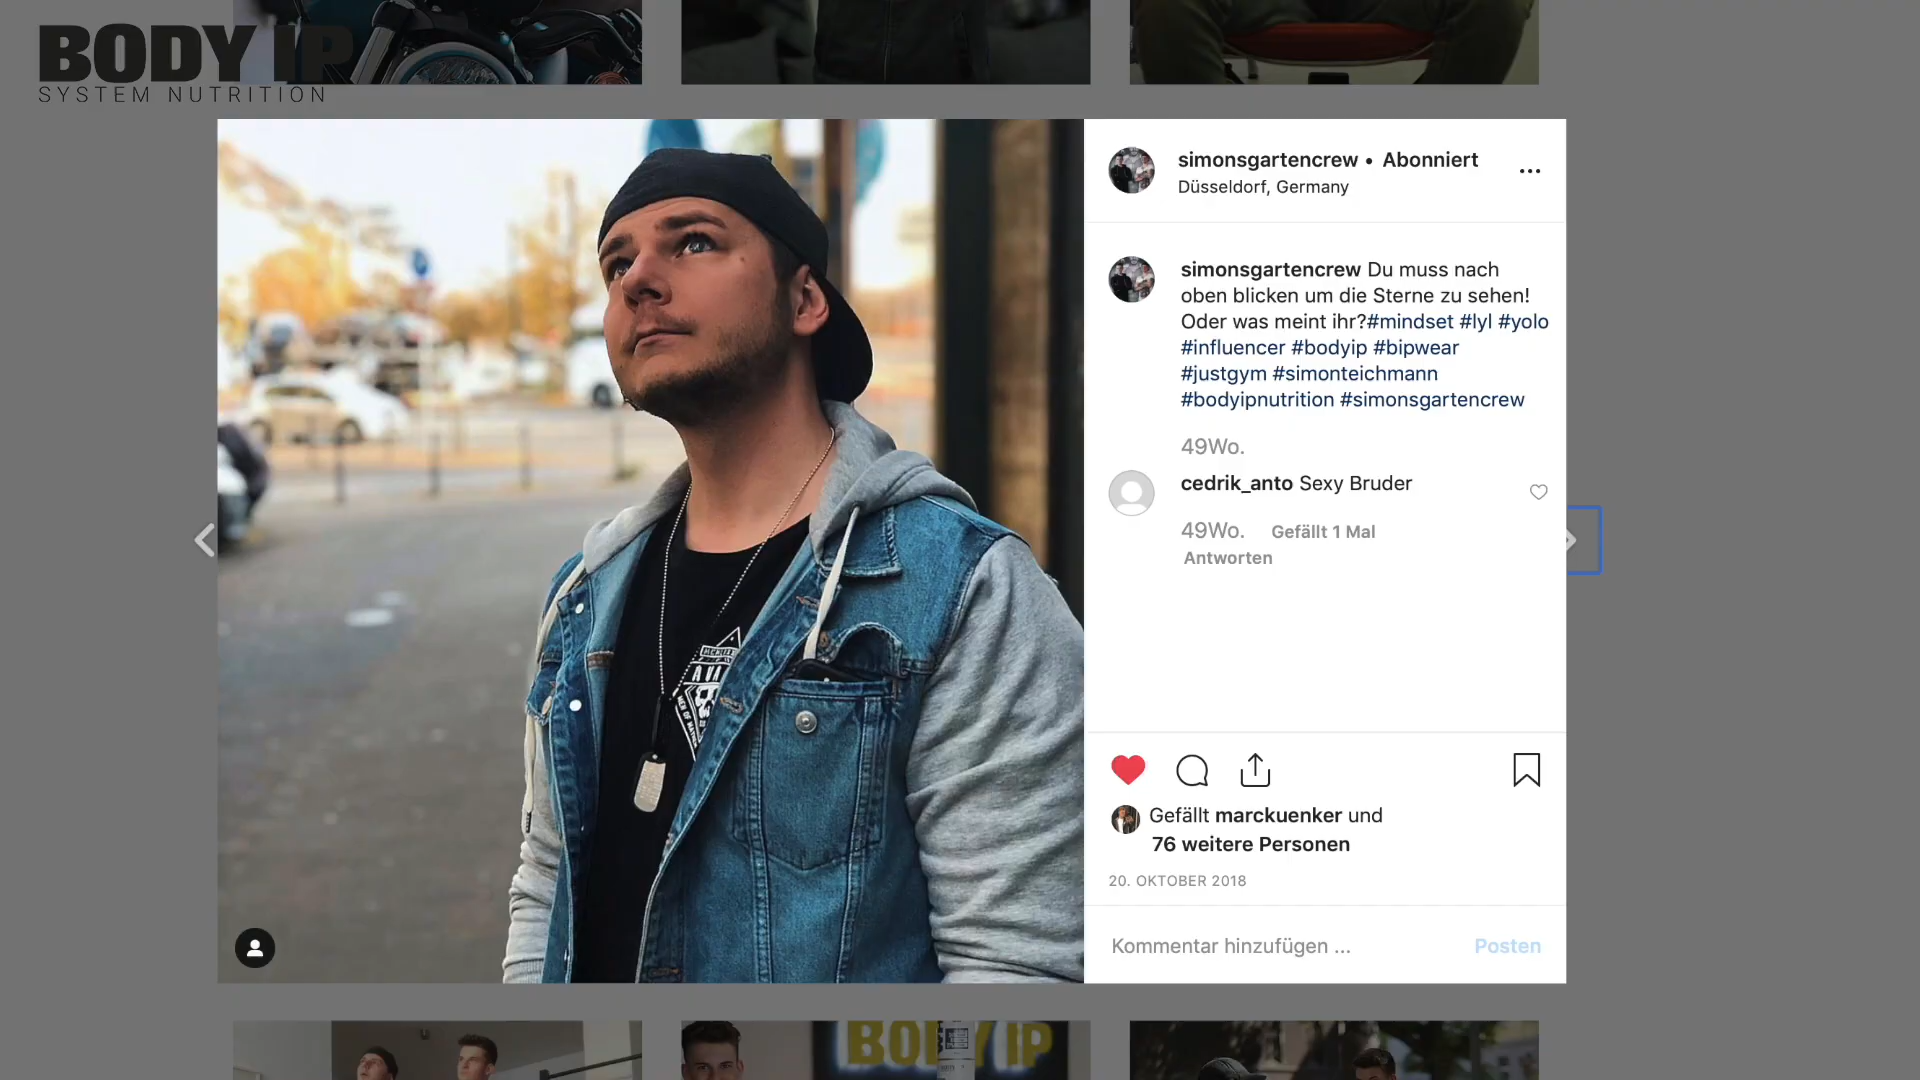 BODY IP
SYSTEM NUTRITION
simonsgartencrew • Abonniert
Düsseldorf, Germany
simonsgartencrew Du muss nach
oben blicken um die Sterne zu sehen!
Oder was meint ihr?#mindset #lyl #yolo
#influencer #bodyip #bipwear
#justgym #simonteichmann
#bodyipnutrition #simonsgartencrew
49Wo.
cedrik_anto Sexy Bruder
49Wo. Gefällt 1 Mal
Antworten
Gefällt marckuenker und
76 weitere Personen
20. OKTOBER 2018
Kommentar hinzufügen ... Posten
BODY IP